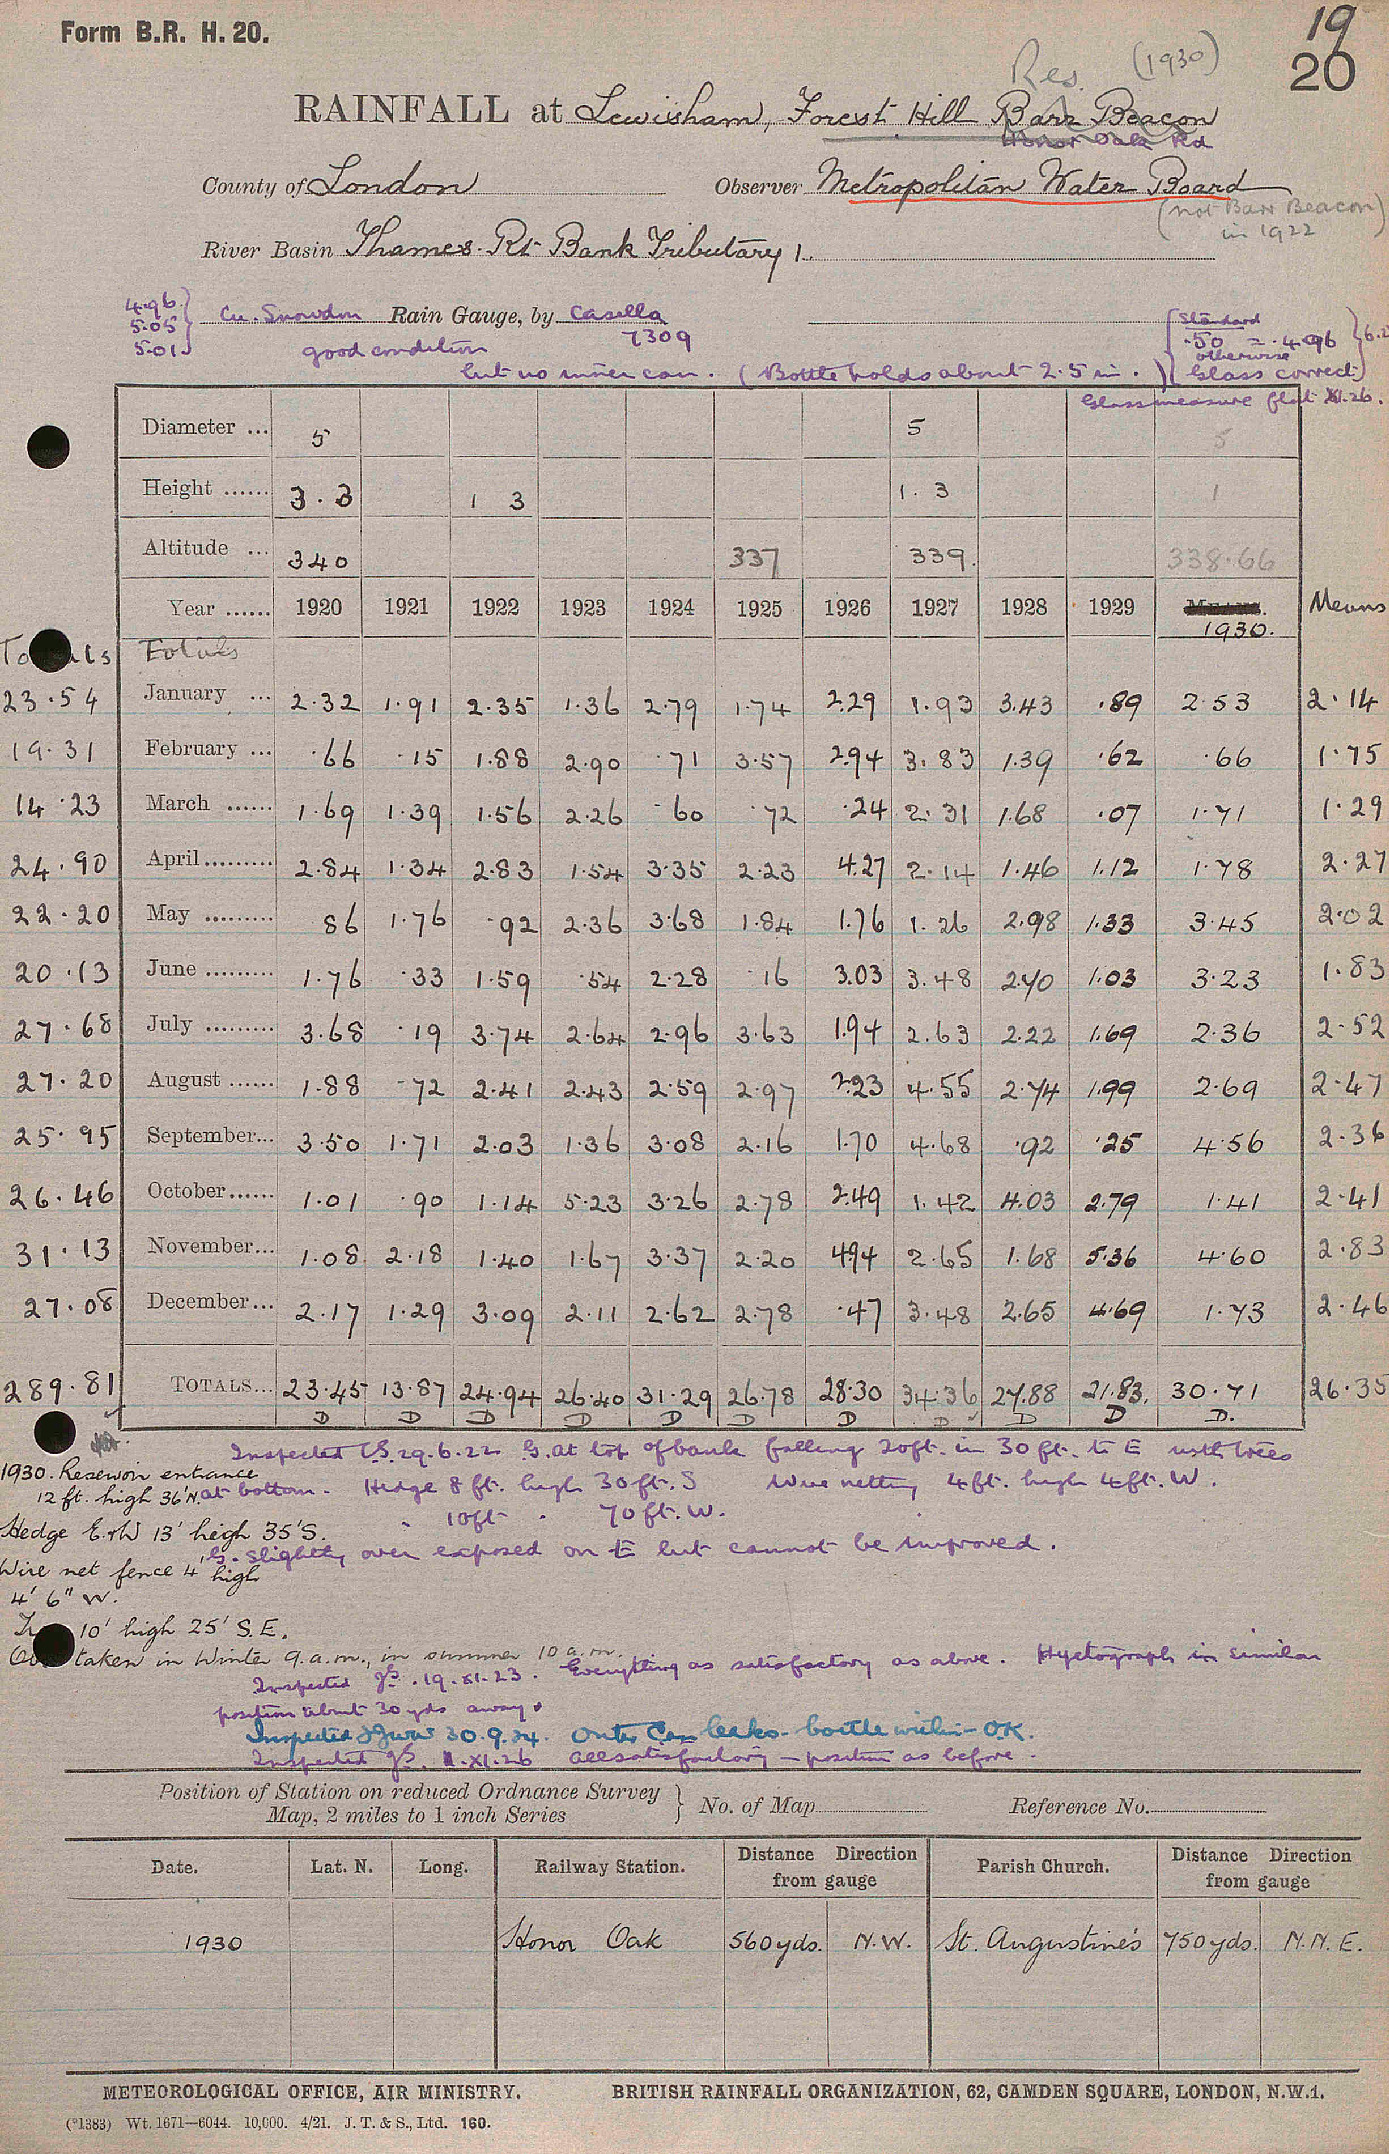 Form B.R. H. 20.
19
20
Res. (1930)
RAINFALL at Lewisham, Forest Hill Barr Beacon
Honor Oak Rd
County of London Observer Metropolitan Water Board
(not Barr Beacon)
in 1922
River Basin Thames Rt Bank Tributary 1.
4.96
5.05
5.01
Cu. Snowdon Rain Gauge, by Casella
7309
good condition
but no inner can. (Bottle holds about 2.5 in.)
Standard
.50 = .4.96
otherwise
Glass correct
Glass measure flat XI.26.
Diameter ... 5 5 5
Height ...... 3.3 1 3 1.3 1
Altitude ... 340 337 339. 338.66
Year ...... 1920 1921 1922 1923 1924 1925 1926 1927 1928 1929 1930. Means
Totals Totals
23.54 January ... 2.32 1.91 2.35 1.36 2.79 1.74 2.29 1.93 3.43 .89 2.53 2.14
19.31 February ... .66 .15 1.88 2.90 .71 3.57 2.94 3.83 1.39 .62 .66 1.75
14.23 March ...... 1.69 1.39 1.56 2.26 .60 .72 .24 2.31 1.68 .07 1.71 1.29
24.90 April......... 2.84 1.34 2.83 1.54 3.35 2.23 4.27 2.14 1.46 1.12 1.78 2.27
22.20 May ......... 86 1.76 .92 2.36 3.68 1.84 1.76 1.26 2.98 1.33 3.45 2.02
20.13 June ......... 1.76 .33 1.59 .54 2.28 .16 3.03 3.48 2.70 1.03 3.23 1.83
27.68 July ......... 3.68 .19 3.74 2.64 2.96 3.63 1.94 2.63 2.22 1.69 2.36 2.52
27.20 August ...... 1.88 .72 2.41 2.43 2.59 2.97 2.23 4.55 2.74 1.99 2.69 2.47
25.95 September... 3.50 1.71 2.03 1.36 3.08 2.16 1.70 4.68 .92 .25 4.56 2.36
26.46 October...... 1.01 .90 1.14 5.23 3.26 2.78 2.49 1.42 4.03 2.79 1.41 2.41
31.13 November... 1.08 2.18 1.40 1.67 3.37 2.20 4.94 2.65 1.68 5.36 4.60 2.83
27.08 December... 2.17 1.29 3.09 2.11 2.62 2.78 .47 3.48 2.65 4.69 1.73 2.46
289.81 TOTALS... 23.45 13.87 24.94 26.40 31.29 26.78 28.30 34.36 27.88 21.83. 30.71 26.35
D D D D D D D D D D D.
Inspected 29.6.22 G. at top of bank falling 20ft. in 30ft. to E with trees
at bottom. Hedge 8 ft. high 30ft. S Wire netting 4ft. high 4ft. W.
" 10ft " 70ft. W.
G. slightly over exposed on E but cannot be improved.
1930. Reservoir entrance
12 ft. high 36' N.
Hedge E. & W 13' high 35' S.
Wire net fence 4' high
4' 6" W.
10' high 25' S.E.
taken in Winter 9.a.m., in summer 10 a.m.
Inspected 19.XI.23. Everything as satisfactory as above. Hyetograph in similar
position about 30 yds away.
Inspected 30.9.24. Outer Can leaks - bottle within - O.K.
Inspected 11.XI.26 all satisfactory - position as before.
Position of Station on reduced Ordnance Survey
Map, 2 miles to 1 inch Series } No. of Map Reference No.
Date. Lat. N. Long. Railway Station. Distance from gauge Direction Parish Church. Distance from gauge Direction
1930 Honor Oak 560 yds. N.W. St. Augustine's 750 yds. N.N.E.
METEOROLOGICAL OFFICE, AIR MINISTRY. BRITISH RAINFALL ORGANIZATION, 62, CAMDEN SQUARE, LONDON, N.W.1.
(*1383) Wt. 1671—6044. 10,000. 4/21. J. T. & S., Ltd. 160.